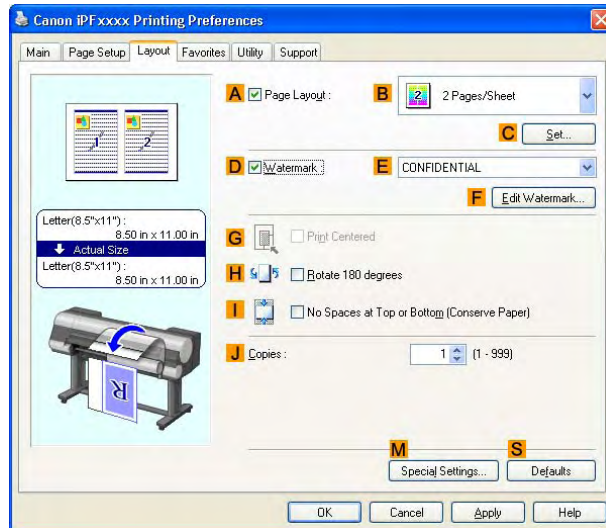 Canon iPFxxxx Printing Preferences
Main Page Setup Layout Favorites Utility Support
A Page Layout : B 2 2 Pages/Sheet
C Set...
1 2
D Watermark : E CONFIDENTIAL
F Edit Watermark...
Letter(8.5"x11") :
8.50 in x 11.00 in
Actual Size
Letter(8.5"x11") :
8.50 in x 11.00 in
G Print Centered
H Rotate 180 degrees
I No Spaces at Top or Bottom (Conserve Paper)
J Copies : 1 (1 - 999)
R
M S
Special Settings... Defaults
OK Cancel Apply Help